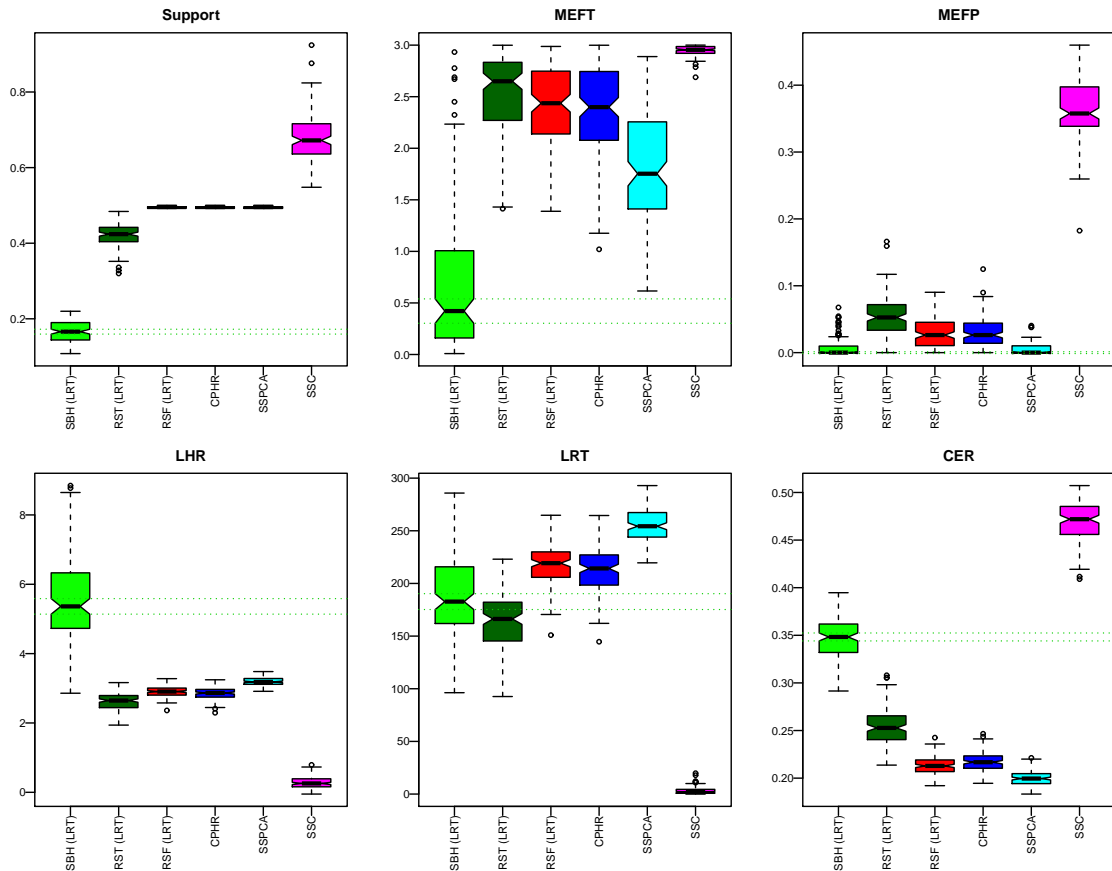 Support
0.2
0.4
0.6
0.8
SBH (LRT)
RST (LRT)
RSF (LRT)
CPHR
SSPCA
SSC
MEFT
0.0
0.5
1.0
1.5
2.0
2.5
3.0
SBH (LRT)
RST (LRT)
RSF (LRT)
CPHR
SSPCA
SSC
MEFP
0.0
0.1
0.2
0.3
0.4
SBH (LRT)
RST (LRT)
RSF (LRT)
CPHR
SSPCA
SSC
LHR
0
2
4
6
8
SBH (LRT)
RST (LRT)
RSF (LRT)
CPHR
SSPCA
SSC
LRT
0
50
100
150
200
250
300
SBH (LRT)
RST (LRT)
RSF (LRT)
CPHR
SSPCA
SSC
CER
0.20
0.25
0.30
0.35
0.40
0.45
0.50
SBH (LRT)
RST (LRT)
RSF (LRT)
CPHR
SSPCA
SSC